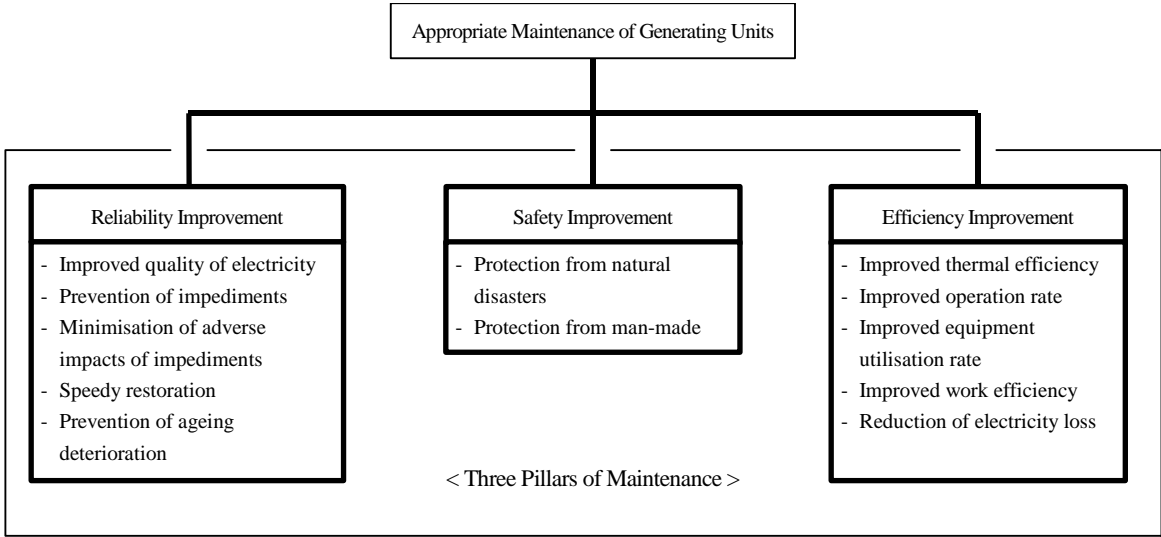 Appropriate Maintenance of Generating Units
Reliability Improvement
- Improved quality of electricity
- Prevention of impediments
- Minimisation of adverse
impacts of impediments
- Speedy restoration
- Prevention of ageing
deterioration
Safety Improvement
- Protection from natural
disasters
- Protection from man-made
Efficiency Improvement
- Improved thermal efficiency
- Improved operation rate
- Improved equipment
utilisation rate
- Improved work efficiency
- Reduction of electricity loss
< Three Pillars of Maintenance >